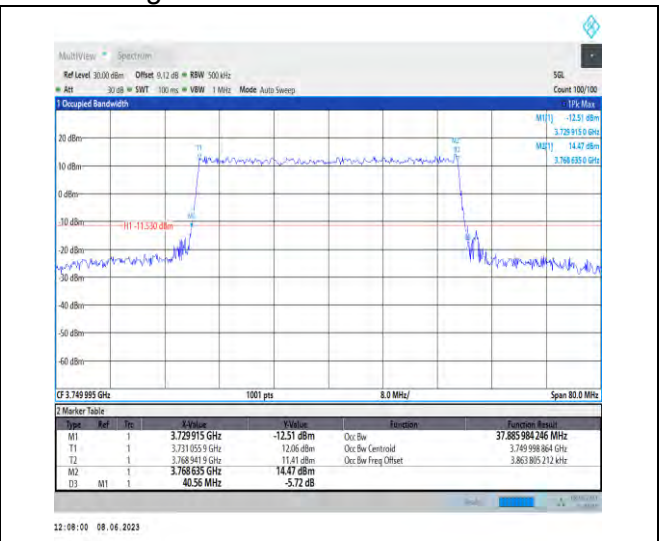 MultiView Spectrum
Ref Level 30.00 dBm Offset 9.12 dB RBW 500 kHz SGL
Att 30 dB SWT 100 ms VBW 1 MHz Mode Auto Sweep Count 100/100
1 Occupied Bandwidth 1Pk Max
M1[1] -12.51 dBm
3.729 915 0 GHz
M2[1] 14.47 dBm
3.768 635 0 GHz
20 dBm
M2
T1 T2
10 dBm
0 dBm
M1
-10 dBm
H1 -11.530 dBm
-20 dBm
-30 dBm
-40 dBm
-50 dBm
-60 dBm
CF 3.749 995 GHz 1001 pts 8.0 MHz/ Span 80.0 MHz
2 Marker Table
Type Ref Trc X-Value Y-Value Function Function Result
M1 1 3.729 915 GHz -12.51 dBm Occ Bw 37.885 984 246 MHz
T1 1 3.731 055 9 GHz 12.06 dBm Occ Bw Centroid 3.749 998 864 GHz
T2 1 3.768 941 9 GHz 11.41 dBm Occ Bw Freq Offset 3.863 805 212 kHz
M2 1 3.768 635 GHz 14.47 dBm
D3 M1 1 40.56 MHz -5.72 dB
12:08:00 08.06.2023